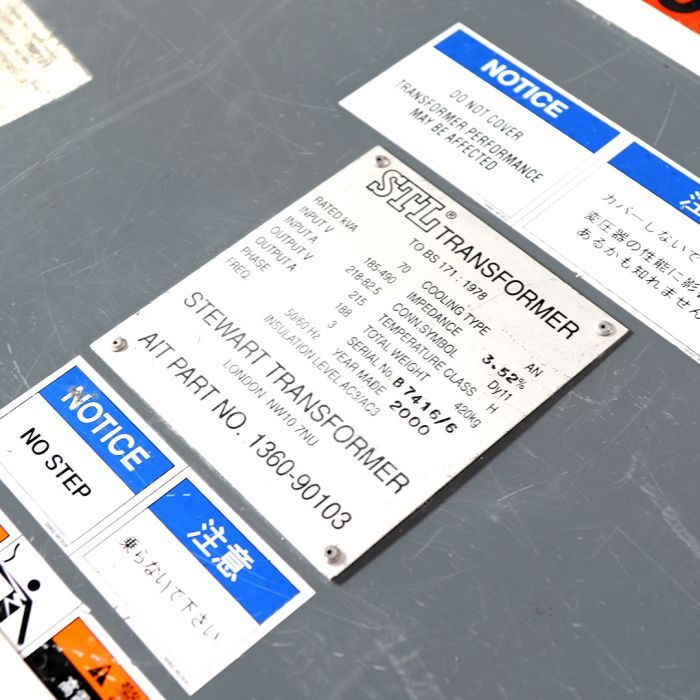 NOTICE
DO NOT COVER
TRANSFORMER PERFORMANCE
MAY BE AFFECTED
注
カバーしないで
変圧器の性能に影
あるかも知れません
STL® TRANSFORMER
TO BS 171 : 1978
RATED kVA 70 COOLING TYPE AN
INPUT V 185-490 IMPEDANCE 3.52%
INPUT A 218-82.5 CONN.SYMBOL Dy11
OUTPUT V 215 TEMPERATURE CLASS H
OUTPUT A 188 TOTAL WEIGHT 420kg
PHASE 3 SERIAL No B7416/6
FREQ. 50/60 Hz YEAR MADE 2000
INSULATION LEVEL AC3/AC3
STEWART TRANSFORMER
LONDON NW10 7NU
AIT PART NO. 1360-90103
NOTICE
NO STEP
注意
乗らないで下さい